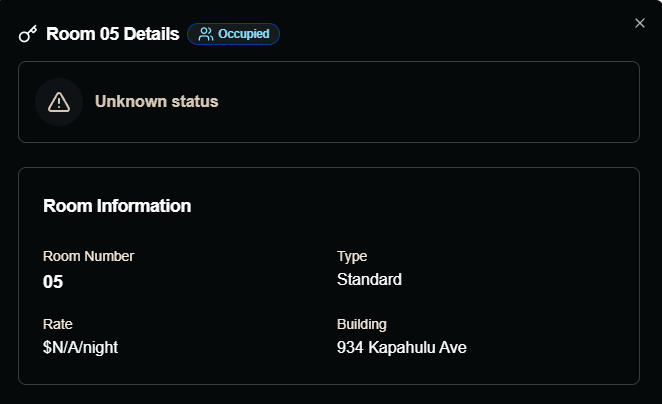 Room 05 Details
Occupied
Unknown status
Room Information
Room Number
05
Type
Standard
Rate
$N/A/night
Building
934 Kapahulu Ave